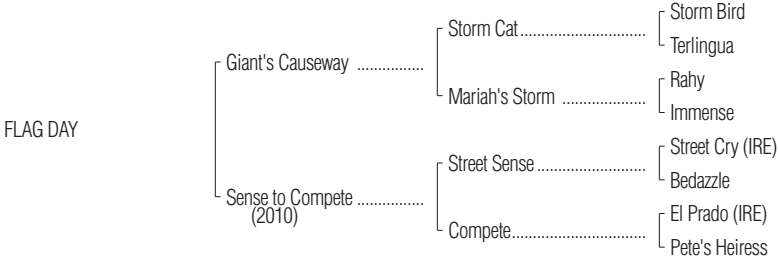 Storm Bird
Storm Cat..............................
Terlingua
Giant's Causeway ................
Rahy
Mariah's Storm ....................
Immense
FLAG DAY
Street Cry (IRE)
Street Sense ..........................
Bedazzle
Sense to Compete ................
(2010)
El Prado (IRE)
Compete................................
Pete's Heiress